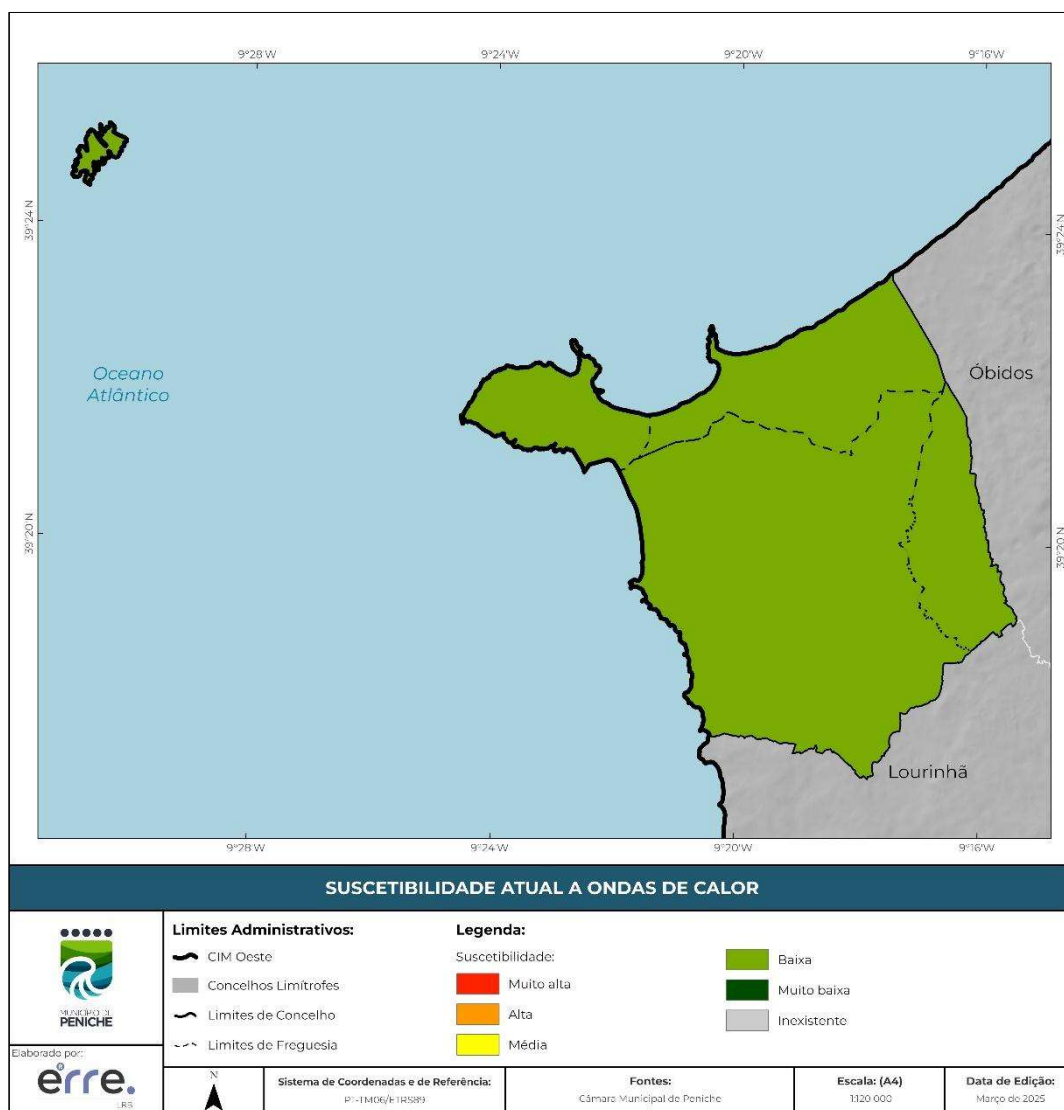 9°28'W 9°24'W 9°20'W 9°16'W
39°24'N 39°24'N
Oceano
Atlântico
Óbidos
39°20'N 39°20'N
Lourinhã
9°28'W 9°24'W 9°20'W 9°16'W
SUSCETIBILIDADE ATUAL A ONDAS DE CALOR
MUNICÍPIO DE
PENICHE
Limites Administrativos:
CIM Oeste
Concelhos Limítrofes
Limites de Concelho
Limites de Freguesia
Legenda:
Suscetibilidade:
Muito alta
Alta
Média
Baixa
Muito baixa
Inexistente
Elaborado por:
erre.
LRB
N
Sistema de Coordenadas e de Referência:
PT-TM06/ETRS89
Fontes:
Câmara Municipal de Peniche
Escala: (A4)
1:120 000
Data de Edição:
Março de 2025